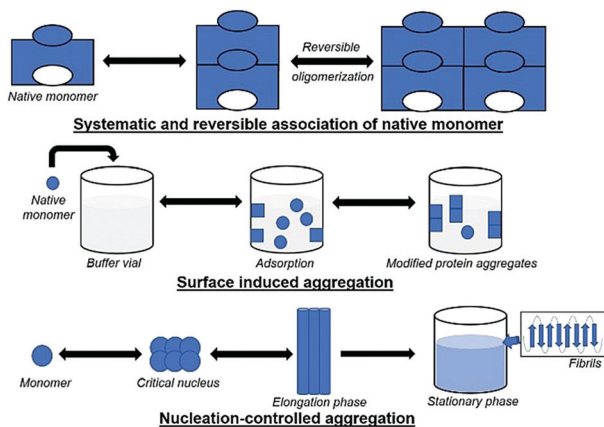 Reversible
oligomerization
Native monomer
Systematic and reversible association of native monomer
Native
monomer
Buffer vial
Adsorption
Modified protein aggregates
Surface induced aggregation
Monomer
Critical nucleus
Elongation phase
Stationary phase
Fibrils
Nucleation-controlled aggregation